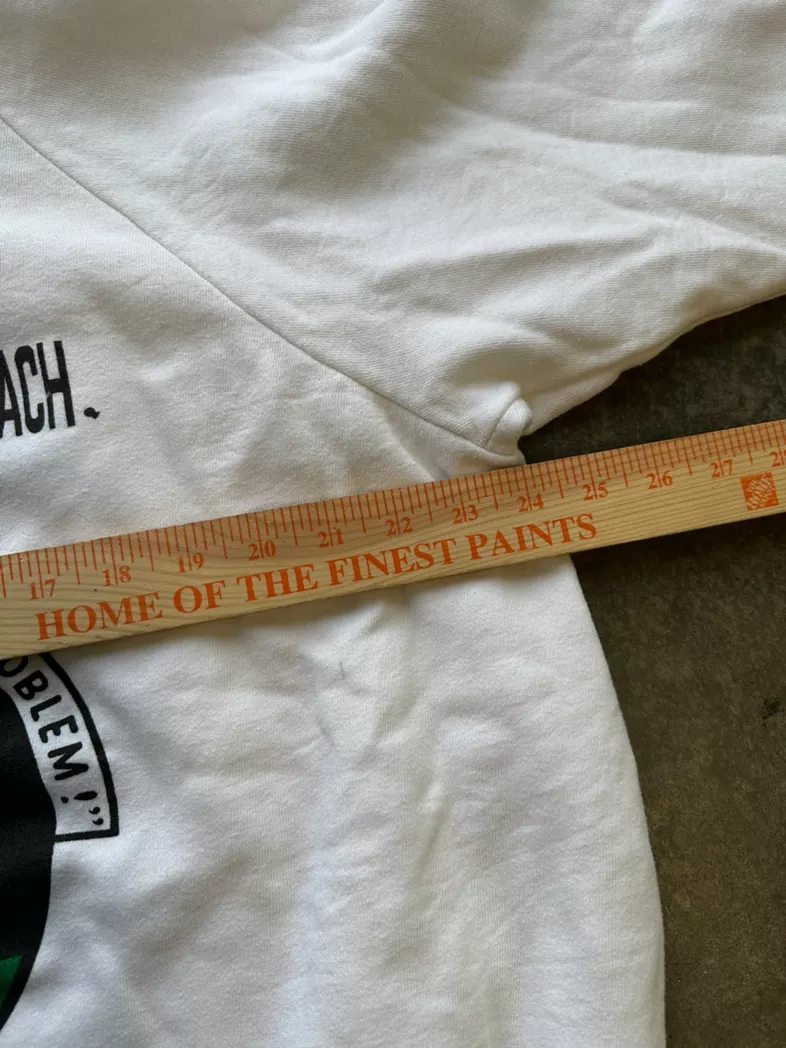 ACH.
17 18 19 20 21 22 23 24 25 26 27
HOME OF THE FINEST PAINTS
OBLEM!”